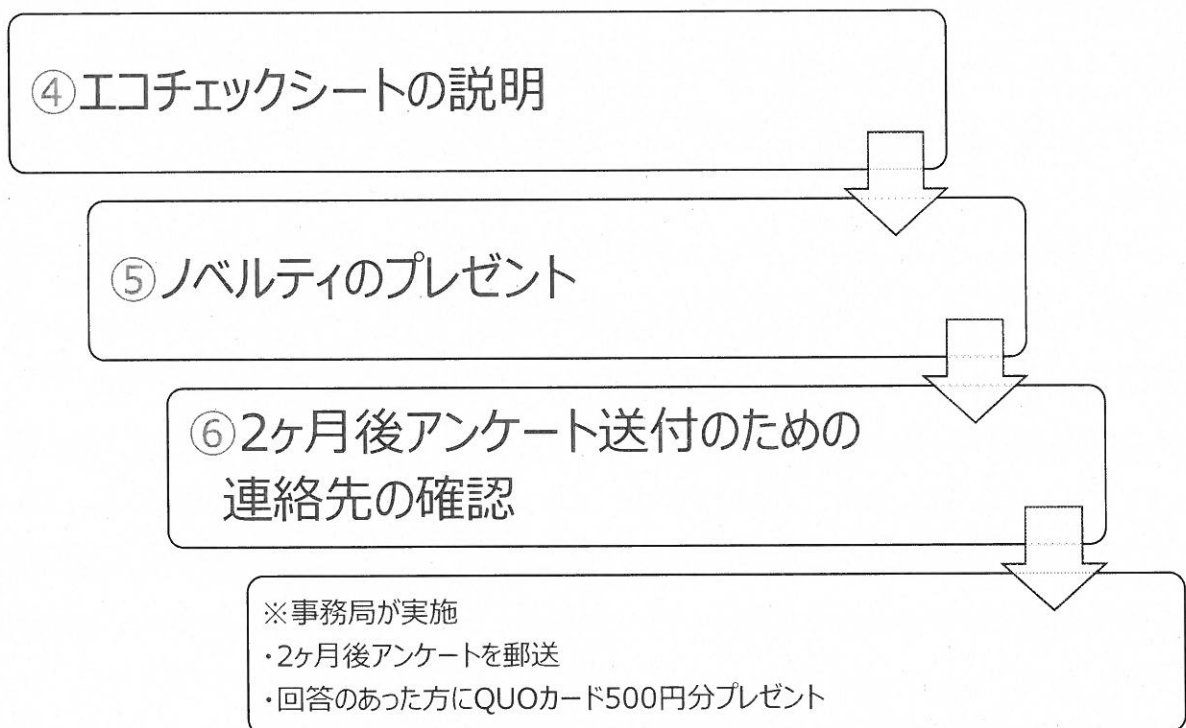 ④エコチェックシートの説明
⑤ノベルティのプレゼント
⑥2ヶ月後アンケート送付のための
連絡先の確認
※事務局が実施
・2ヶ月後アンケートを郵送
・回答のあった方にQUOカード500円分プレゼント